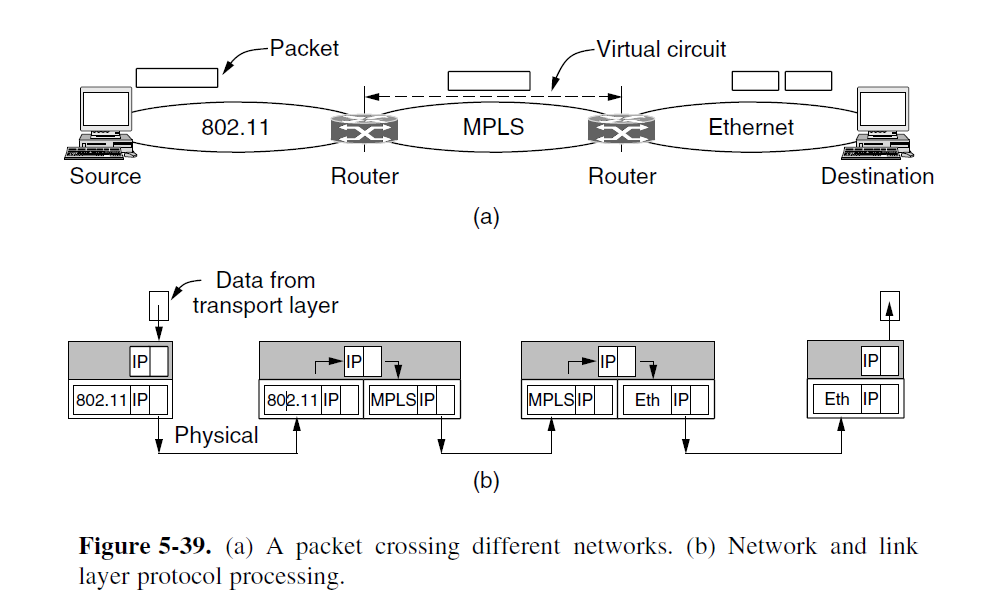 Packet
Virtual circuit
802.11
MPLS
Ethernet
Source
Router
Router
Destination
(a)
Data from
transport layer
IP
IP
IP
IP
802.11 IP
802.11 IP
MPLS IP
MPLS IP
Eth IP
Eth IP
Physical
(b)
Figure 5-39. (a) A packet crossing different networks. (b) Network and link
layer protocol processing.